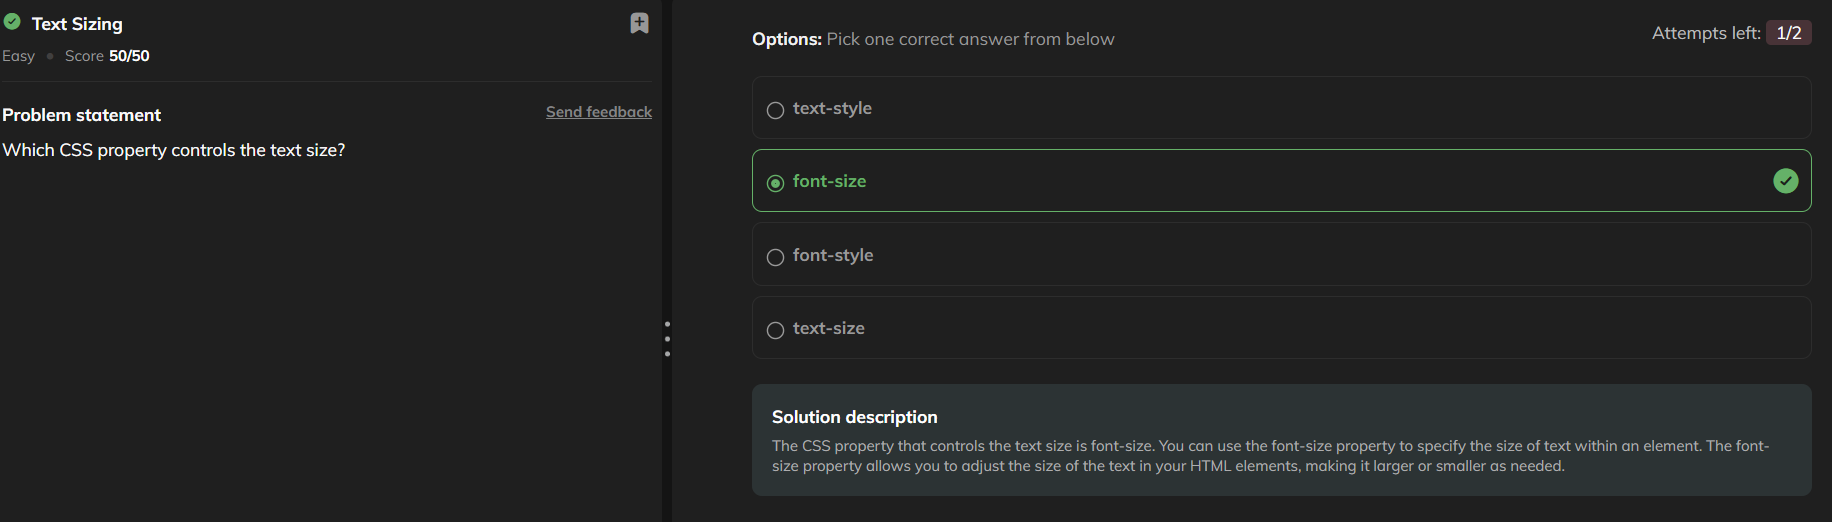 Text Sizing
Easy • Score 50/50
Problem statement
Send feedback
Which CSS property controls the text size?
Options: Pick one correct answer from below
Attempts left: 1/2
text-style
font-size
font-style
text-size
Solution description
The CSS property that controls the text size is font-size. You can use the font-size property to specify the size of text within an element. The font-
size property allows you to adjust the size of the text in your HTML elements, making it larger or smaller as needed.